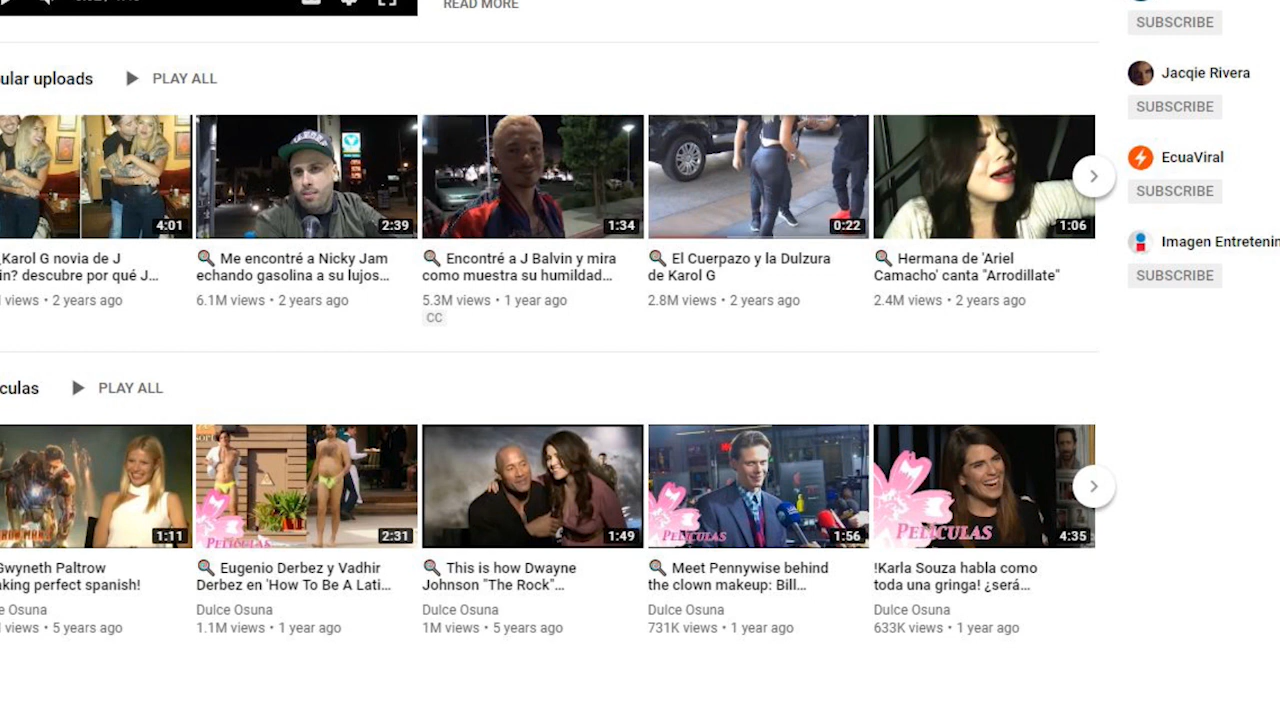 READ MORE
SUBSCRIBE
Jacqie Rivera
SUBSCRIBE
EcuaViral
SUBSCRIBE
Imagen Entretenin
SUBSCRIBE
ular uploads PLAY ALL
4:01
2:39
1:34
0:22
1:06
Karol G novia de J
in? descubre por qué J...
views • 2 years ago
Me encontré a Nicky Jam
echando gasolina a su lujos...
6.1M views • 2 years ago
Encontré a J Balvin y mira
como muestra su humildad...
5.3M views • 1 year ago
CC
El Cuerpazo y la Dulzura
de Karol G
2.8M views • 2 years ago
Hermana de 'Ariel
Camacho' canta "Arrodillate"
2.4M views • 2 years ago
culas PLAY ALL
1:11
PELÍCULAS
2:31
1:49
PELÍCULAS
1:56
PELÍCULAS
4:35
Gwyneth Paltrow
king perfect spanish!
e Osuna
views • 5 years ago
Eugenio Derbez y Vadhir
Derbez en 'How To Be A Lati...
Dulce Osuna
1.1M views • 1 year ago
This is how Dwayne
Johnson "The Rock"...
Dulce Osuna
1M views • 5 years ago
Meet Pennywise behind
the clown makeup: Bill...
Dulce Osuna
731K views • 1 year ago
!Karla Souza habla como
toda una gringa! ¿será...
Dulce Osuna
633K views • 1 year ago